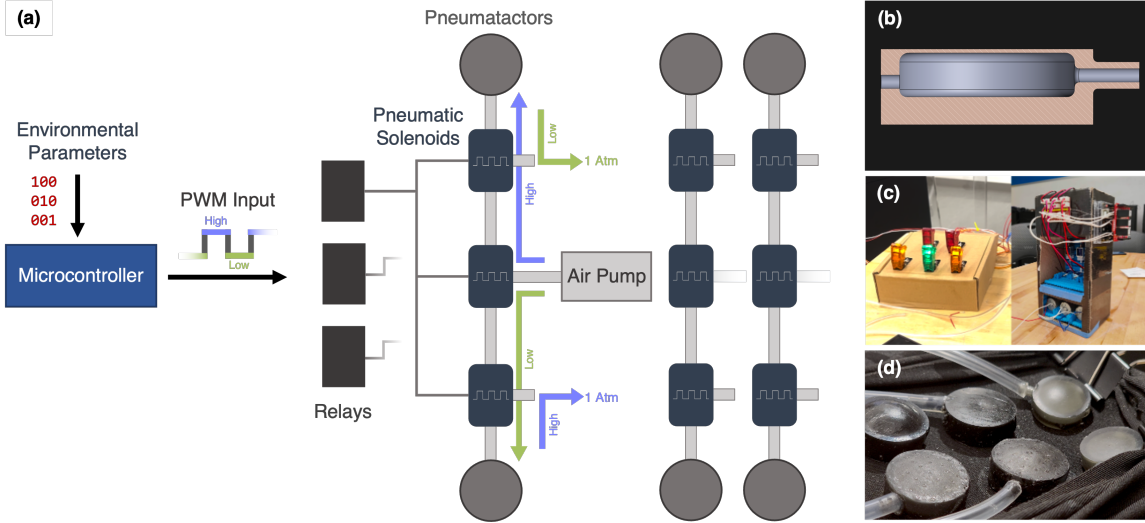 (a)
Pneumatactors
Pneumatic
Solenoids
Environmental
Parameters
100
010
001
PWM Input
High
Low
Microcontroller
Relays
Low
1 Atm
High
Air Pump
Low
1 Atm
High
(b)
(c)
(d)